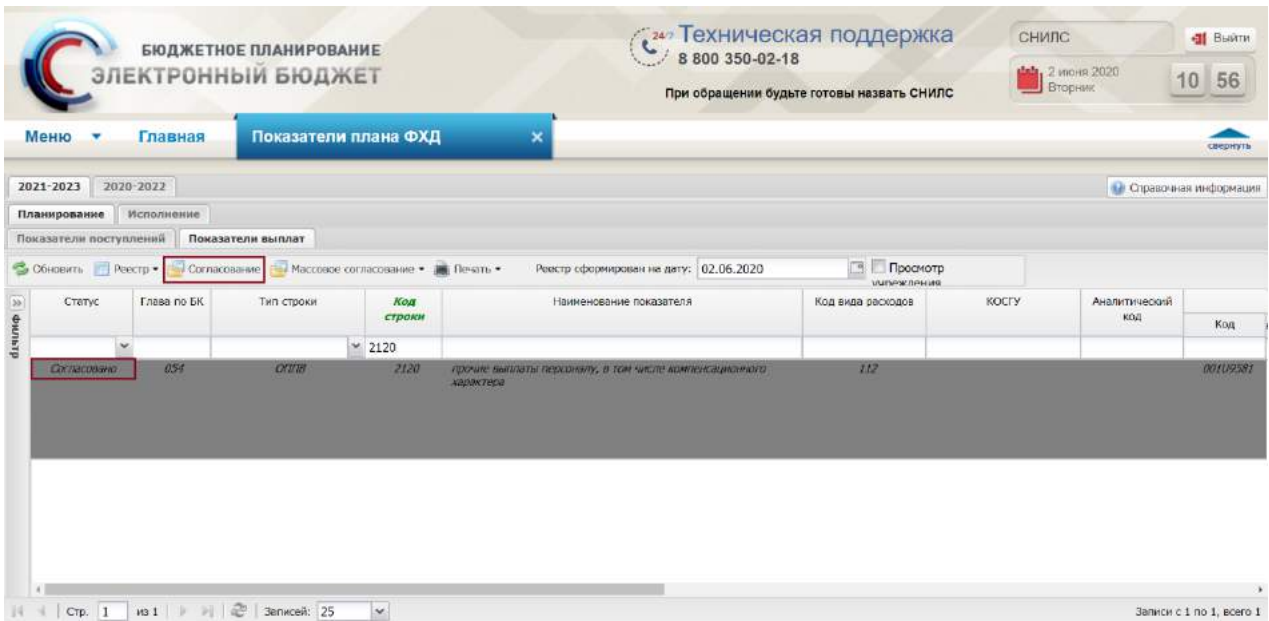 БЮДЖЕТНОЕ ПЛАНИРОВАНИЕ
ЭЛЕКТРОННЫЙ БЮДЖЕТ
24/7 Техническая поддержка
8 800 350-02-18
При обращении будьте готовы назвать СНИЛС
СНИЛС
Выйти
2 июня 2020
Вторник
10 56
Меню Главная Показатели плана ФХД ×
свернуть
2021-2023 2020-2022
Справочная информация
Планирование Исполнение
Показатели поступлений Показатели выплат
Обновить Реестр Согласование Массовое согласование Печать Реестр сформирован на дату: 02.06.2020 Просмотр
учреждения
Фильтр
Статус Глава по БК Тип строки Код строки Наименование показателя Код вида расходов КОСГУ Аналитический код Код
2120
Согласовано 054 ОППВ 2120 прочие выплаты персоналу, в том числе компенсационного 112 001U9581
характера
Стр. 1 из 1 Записей: 25 Записи с 1 по 1, всего 1